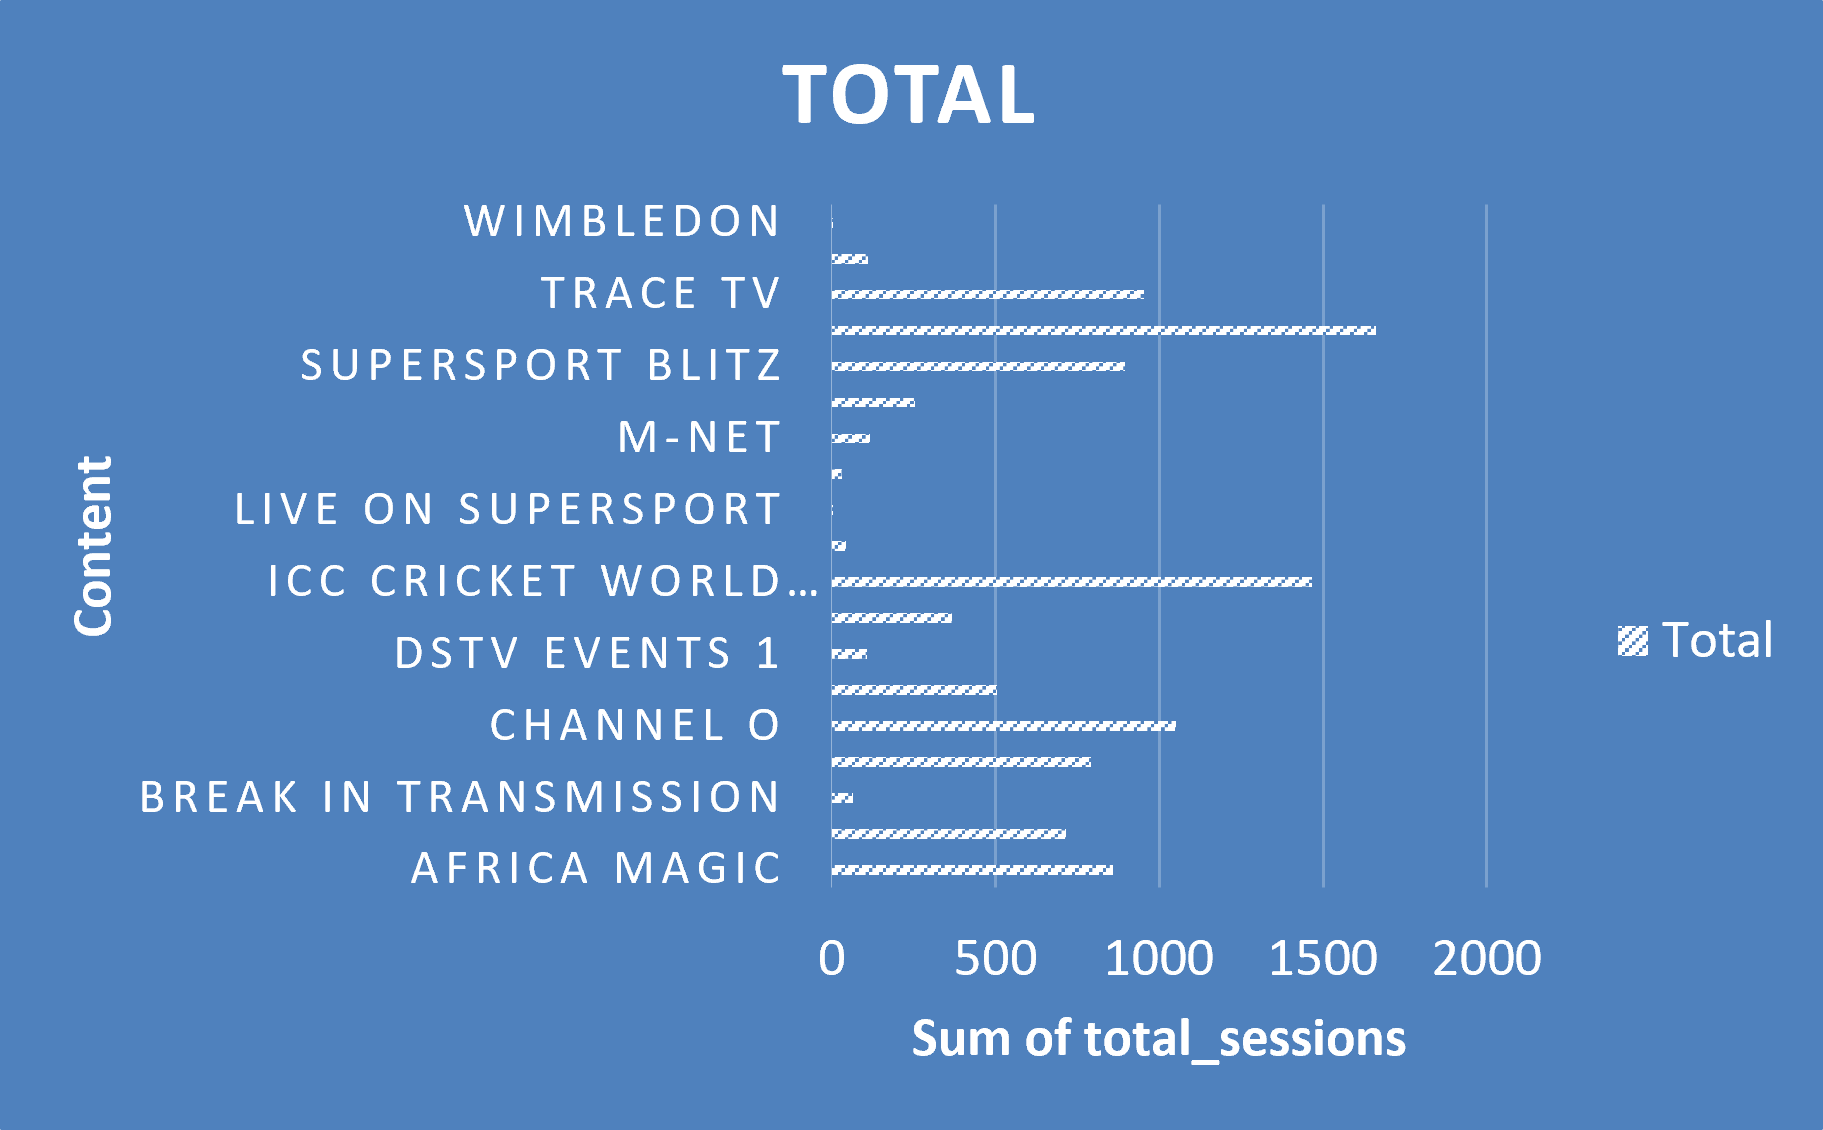 TOTAL
WIMBLEDON
TRACE TV
SUPERSPORT BLITZ
M-NET
LIVE ON SUPERSPORT
ICC CRICKET WORLD...
DSTV EVENTS 1
CHANNEL O
BREAK IN TRANSMISSION
AFRICA MAGIC
Content
0 500 1000 1500 2000
Sum of total_sessions
Total